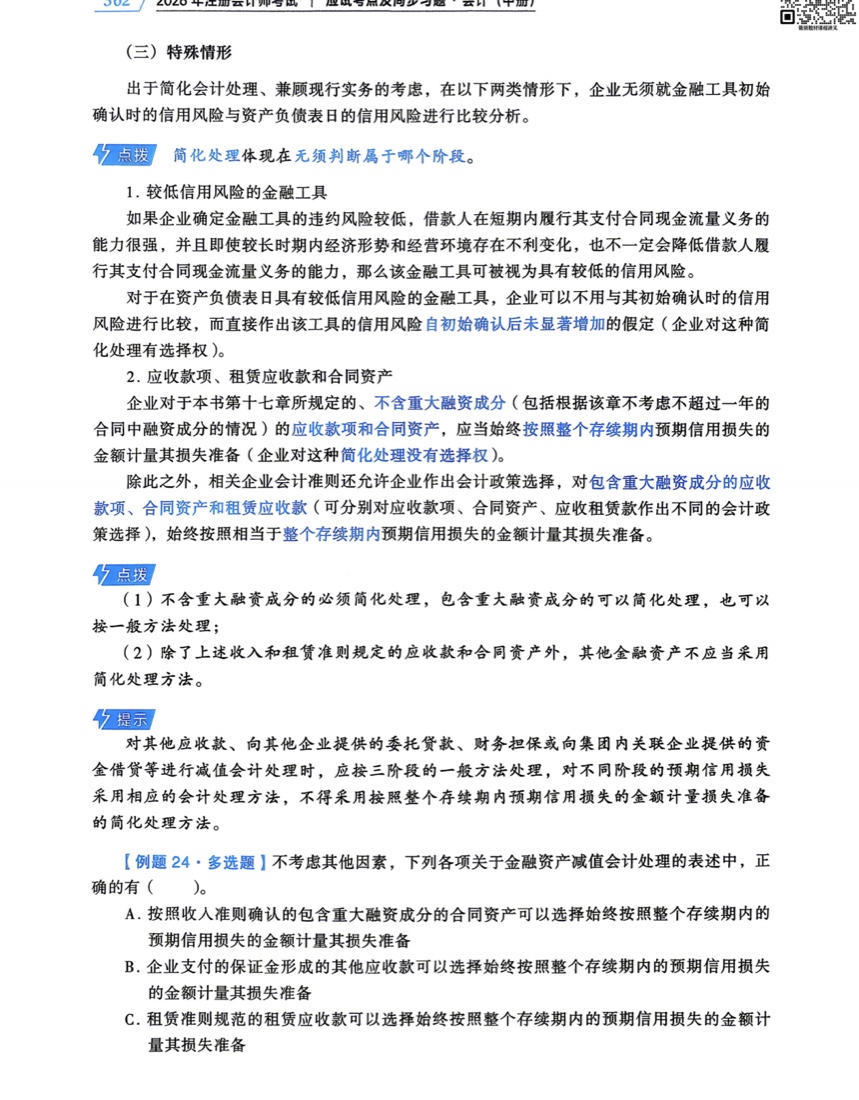 362 2026年注册会计师考试 | 应试考点及同步习题·会计(中册)
(三)特殊情形
出于简化会计处理、兼顾现行实务的考虑,在以下两类情形下,企业无须就金融工具初始
确认时的信用风险与资产负债表日的信用风险进行比较分析。
点拨 简化处理体现在无须判断属于哪个阶段。
1. 较低信用风险的金融工具
如果企业确定金融工具的违约风险较低,借款人在短期内履行其支付合同现金流量义务的
能力很强,并且即使较长时期内经济形势和经营环境存在不利变化,也不一定会降低借款人履
行其支付合同现金流量义务的能力,那么该金融工具可被视为具有较低的信用风险。
对于在资产负债表日具有较低信用风险的金融工具,企业可以不用与其初始确认时的信用
风险进行比较,而直接作出该工具的信用风险自初始确认后未显著增加的假定(企业对这种简
化处理有选择权)。
2. 应收款项、租赁应收款和合同资产
企业对于本书第十七章所规定的、不含重大融资成分(包括根据该章不考虑不超过一年的
合同中融资成分的情况)的应收款项和合同资产,应当始终按照整个存续期内预期信用损失的
金额计量其损失准备(企业对这种简化处理没有选择权)。
除此之外,相关企业会计准则还允许企业作出会计政策选择,对包含重大融资成分的应收
款项、合同资产和租赁应收款(可分别对应收款项、合同资产、应收租赁款作出不同的会计政
策选择),始终按照相当于整个存续期内预期信用损失的金额计量其损失准备。
点拨
(1)不含重大融资成分的必须简化处理,包含重大融资成分的可以简化处理,也可以
按一般方法处理;
(2)除了上述收入和租赁准则规定的应收款和合同资产外,其他金融资产不应当采用
简化处理方法。
提示
对其他应收款、向其他企业提供的委托贷款、财务担保或向集团内关联企业提供的资
金借贷等进行减值会计处理时,应按三阶段的一般方法处理,对不同阶段的预期信用损失
采用相应的会计处理方法,不得采用按照整个存续期内预期信用损失的金额计量损失准备
的简化处理方法。
【例题24·多选题】不考虑其他因素,下列各项关于金融资产减值会计处理的表述中,正
确的有(  )。
A. 按照收入准则确认的包含重大融资成分的合同资产可以选择始终按照整个存续期内的
预期信用损失的金额计量其损失准备
B. 企业支付的保证金形成的其他应收款可以选择始终按照整个存续期内的预期信用损失
的金额计量其损失准备
C. 租赁准则规范的租赁应收款可以选择始终按照整个存续期内的预期信用损失的金额计
量其损失准备